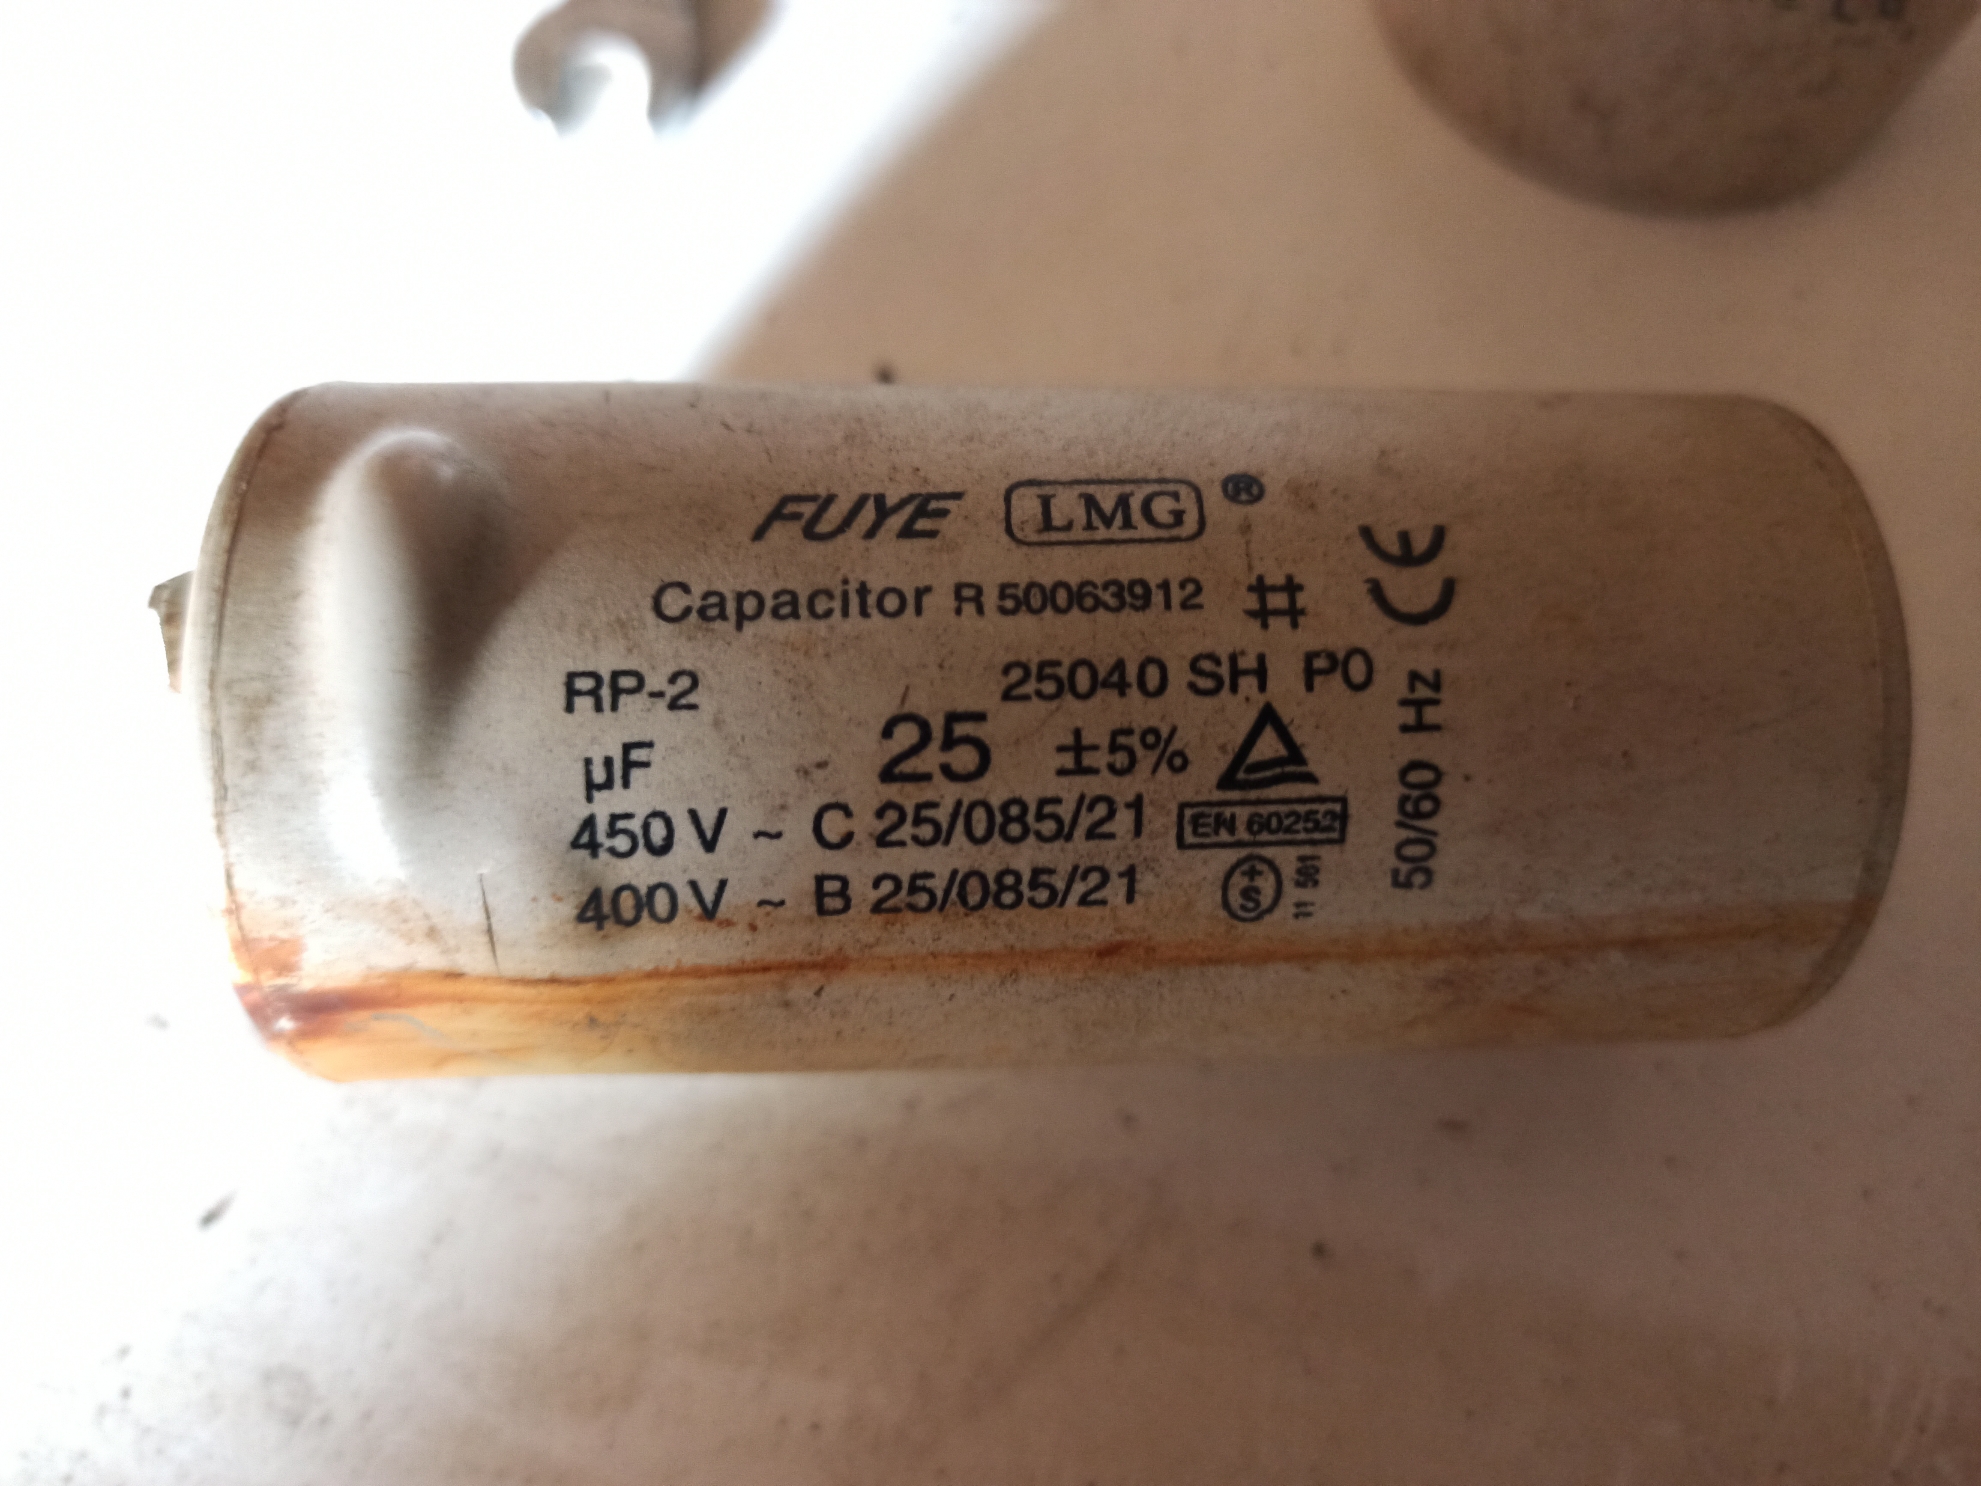 FUYE LMG ®
Capacitor R 50063912 #
RP-2 25040 SH P0
µF 25 ±5%
450 V ~ C 25/085/21 EN 60252
400 V ~ B 25/085/21
CE
50/60 Hz
+S